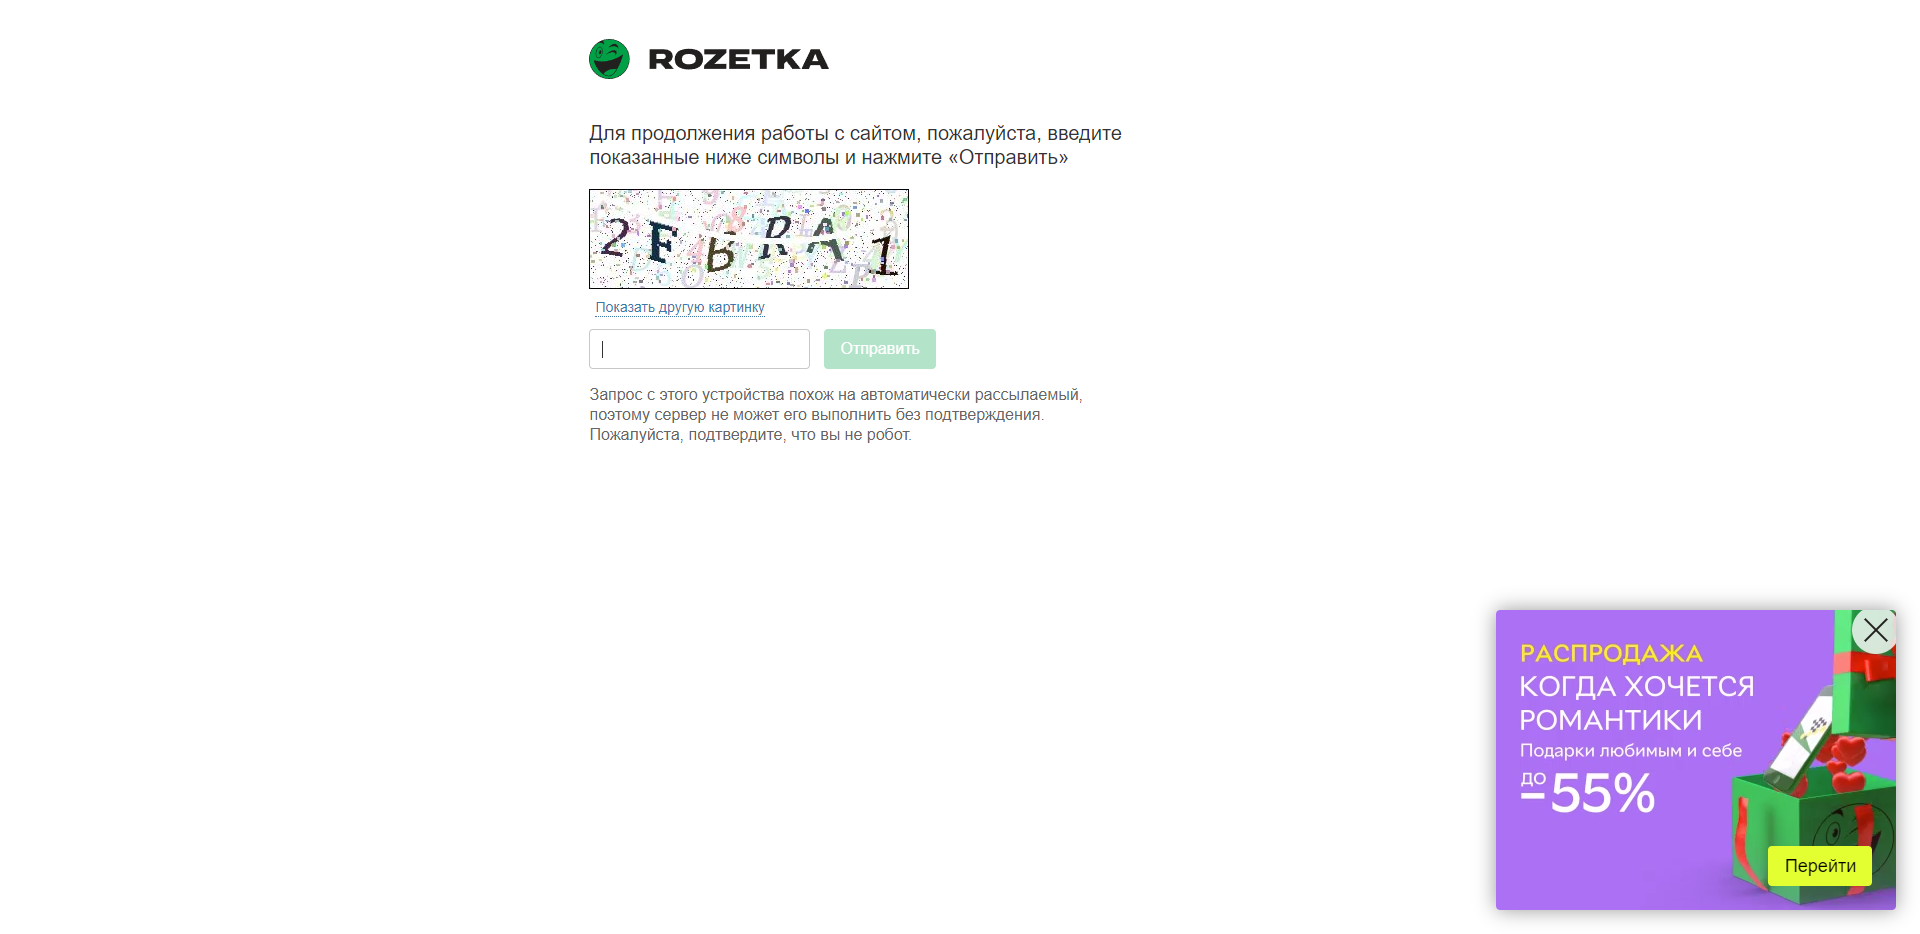 ROZETKA
Для продолжения работы с сайтом, пожалуйста, введите
показанные ниже символы и нажмите «Отправить»
Показать другую картинку
Отправить
Запрос с этого устройства похож на автоматически рассылаемый,
поэтому сервер не может его выполнить без подтверждения.
Пожалуйста, подтвердите, что вы не робот.
РАСПРОДАЖА
КОГДА ХОЧЕТСЯ
РОМАНТИКИ
Подарки любимым и себе
до
-55%
Перейти